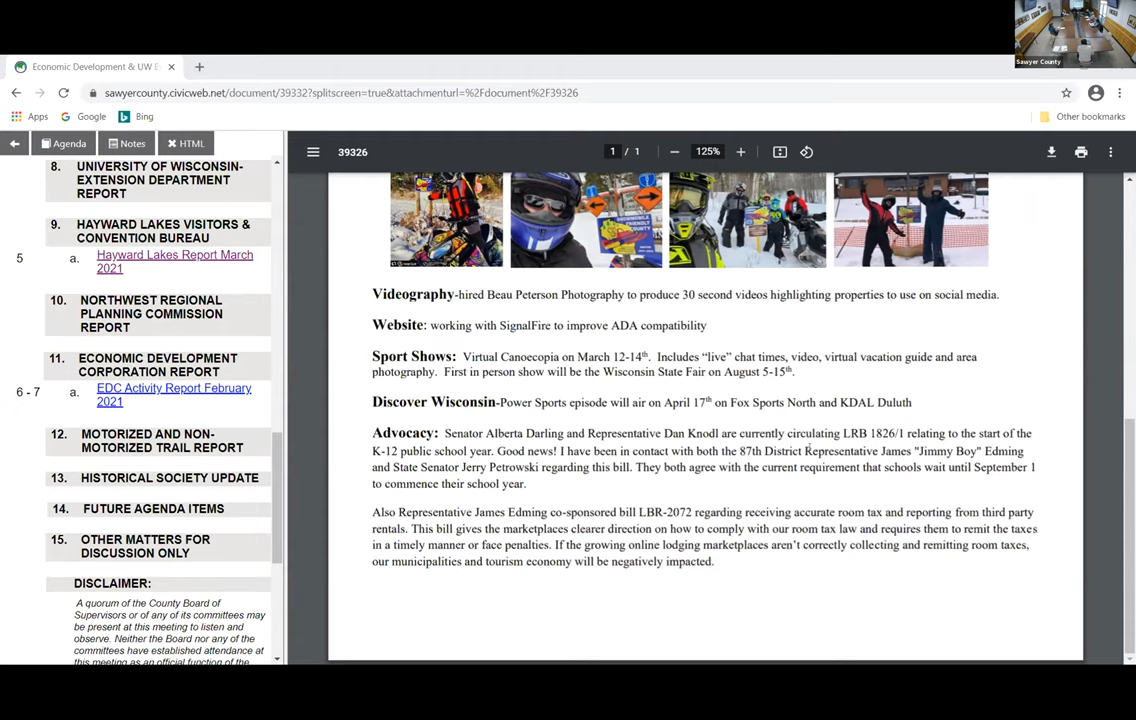 Sawyer County
Economic Development & UW E
sawyercounty.civicweb.net/document/39332?splitscreen=true&attachmenturl=%2Fdocument%2F39326
Apps
Google
Bing
Other bookmarks
Agenda
Notes
HTML
39326
1 / 1
125%
8. UNIVERSITY OF WISCONSIN-
EXTENSION DEPARTMENT
REPORT
9. HAYWARD LAKES VISITORS &
CONVENTION BUREAU
5 a. Hayward Lakes Report March
2021
10. NORTHWEST REGIONAL
PLANNING COMMISSION
REPORT
11. ECONOMIC DEVELOPMENT
CORPORATION REPORT
6 - 7 a. EDC Activity Report February
2021
12. MOTORIZED AND NON-
MOTORIZED TRAIL REPORT
13. HISTORICAL SOCIETY UPDATE
14. FUTURE AGENDA ITEMS
15. OTHER MATTERS FOR
DISCUSSION ONLY
DISCLAIMER:
A quorum of the County Board of
Supervisors or of any of its committees may
be present at this meeting to listen and
observe. Neither the Board nor any of the
committees have established attendance at
this meeting as an official function of the
Videography-hired Beau Peterson Photography to produce 30 second videos highlighting properties to use on social media.
Website: working with SignalFire to improve ADA compatibility
Sport Shows: Virtual Canoecopia on March 12-14th. Includes “live” chat times, video, virtual vacation guide and area
photography. First in person show will be the Wisconsin State Fair on August 5-15th.
Discover Wisconsin-Power Sports episode will air on April 17th on Fox Sports North and KDAL Duluth
Advocacy: Senator Alberta Darling and Representative Dan Knodl are currently circulating LRB 1826/1 relating to the start of the
K-12 public school year. Good news! I have been in contact with both the 87th District Representative James "Jimmy Boy" Edming
and State Senator Jerry Petrowski regarding this bill. They both agree with the current requirement that schools wait until September 1
to commence their school year.
Also Representative James Edming co-sponsored bill LBR-2072 regarding receiving accurate room tax and reporting from third party
rentals. This bill gives the marketplaces clearer direction on how to comply with our room tax law and requires them to remit the taxes
in a timely manner or face penalties. If the growing online lodging marketplaces aren’t correctly collecting and remitting room taxes,
our municipalities and tourism economy will be negatively impacted.